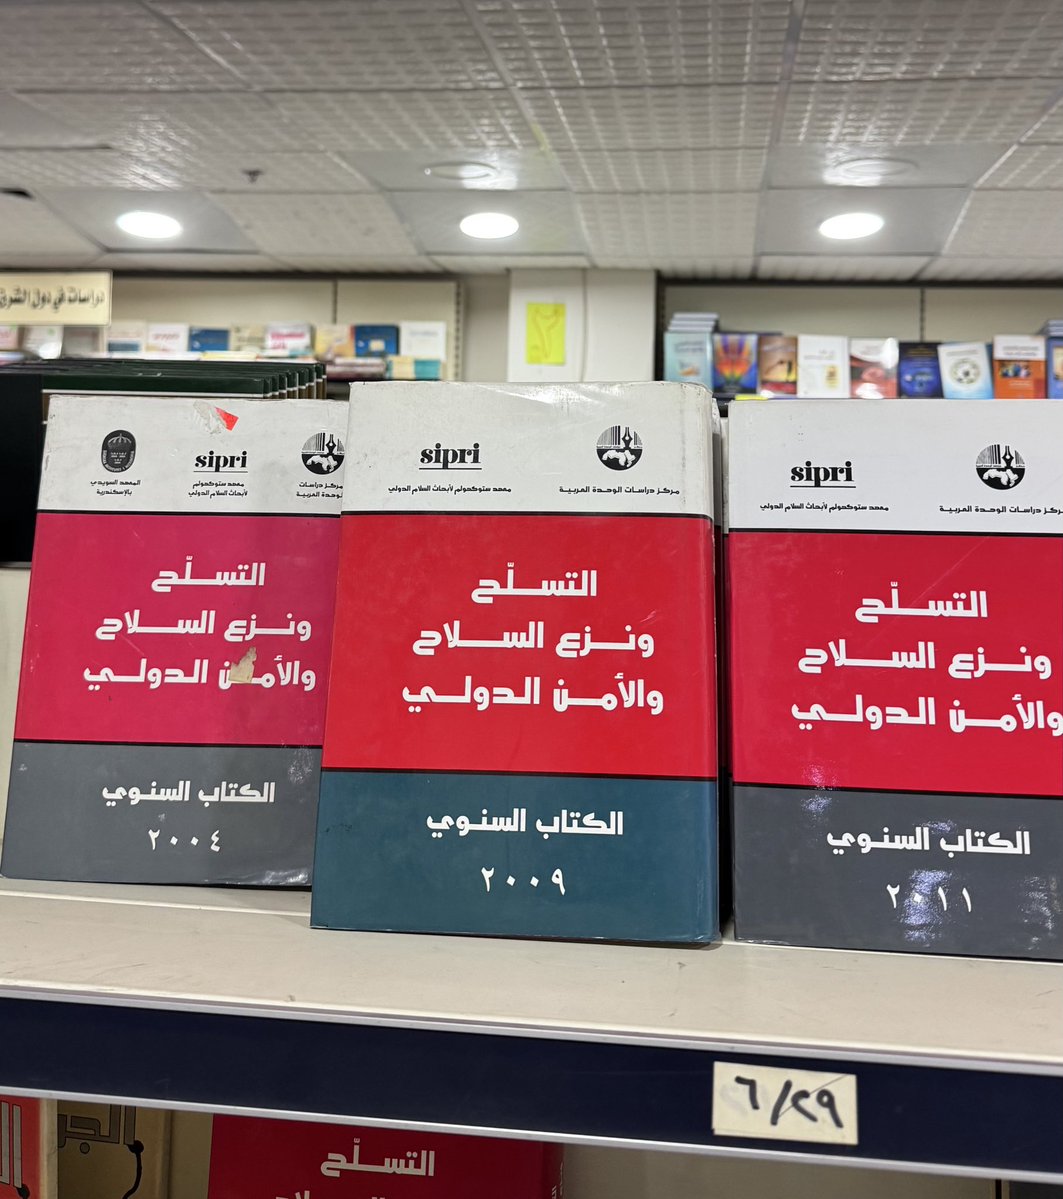 دراسات في دول الشرق
٢
المعهد السويدي
بالإسكندرية
sipri
معهد ستوكهولم
لأبحاث السلام الدولي
مركز دراسات
الوحدة العربية
التسلّح
ونزع السلاح
والأمن الدولي
الكتاب السنوي
٢٠٠٤
sipri
معهد ستوكهولم لأبحاث السلام الدولي
مركز دراسات الوحدة العربية
التسلّح
ونزع السلاح
والأمن الدولي
الكتاب السنوي
٢٠٠٩
sipri
معهد ستوكهولم لأبحاث السلام الدولي
مركز دراسات الوحدة العربية
التسلّح
ونزع السلاح
والأمن الدولي
الكتاب السنوي
٢٠١١
٦/٢٩
التسلّح